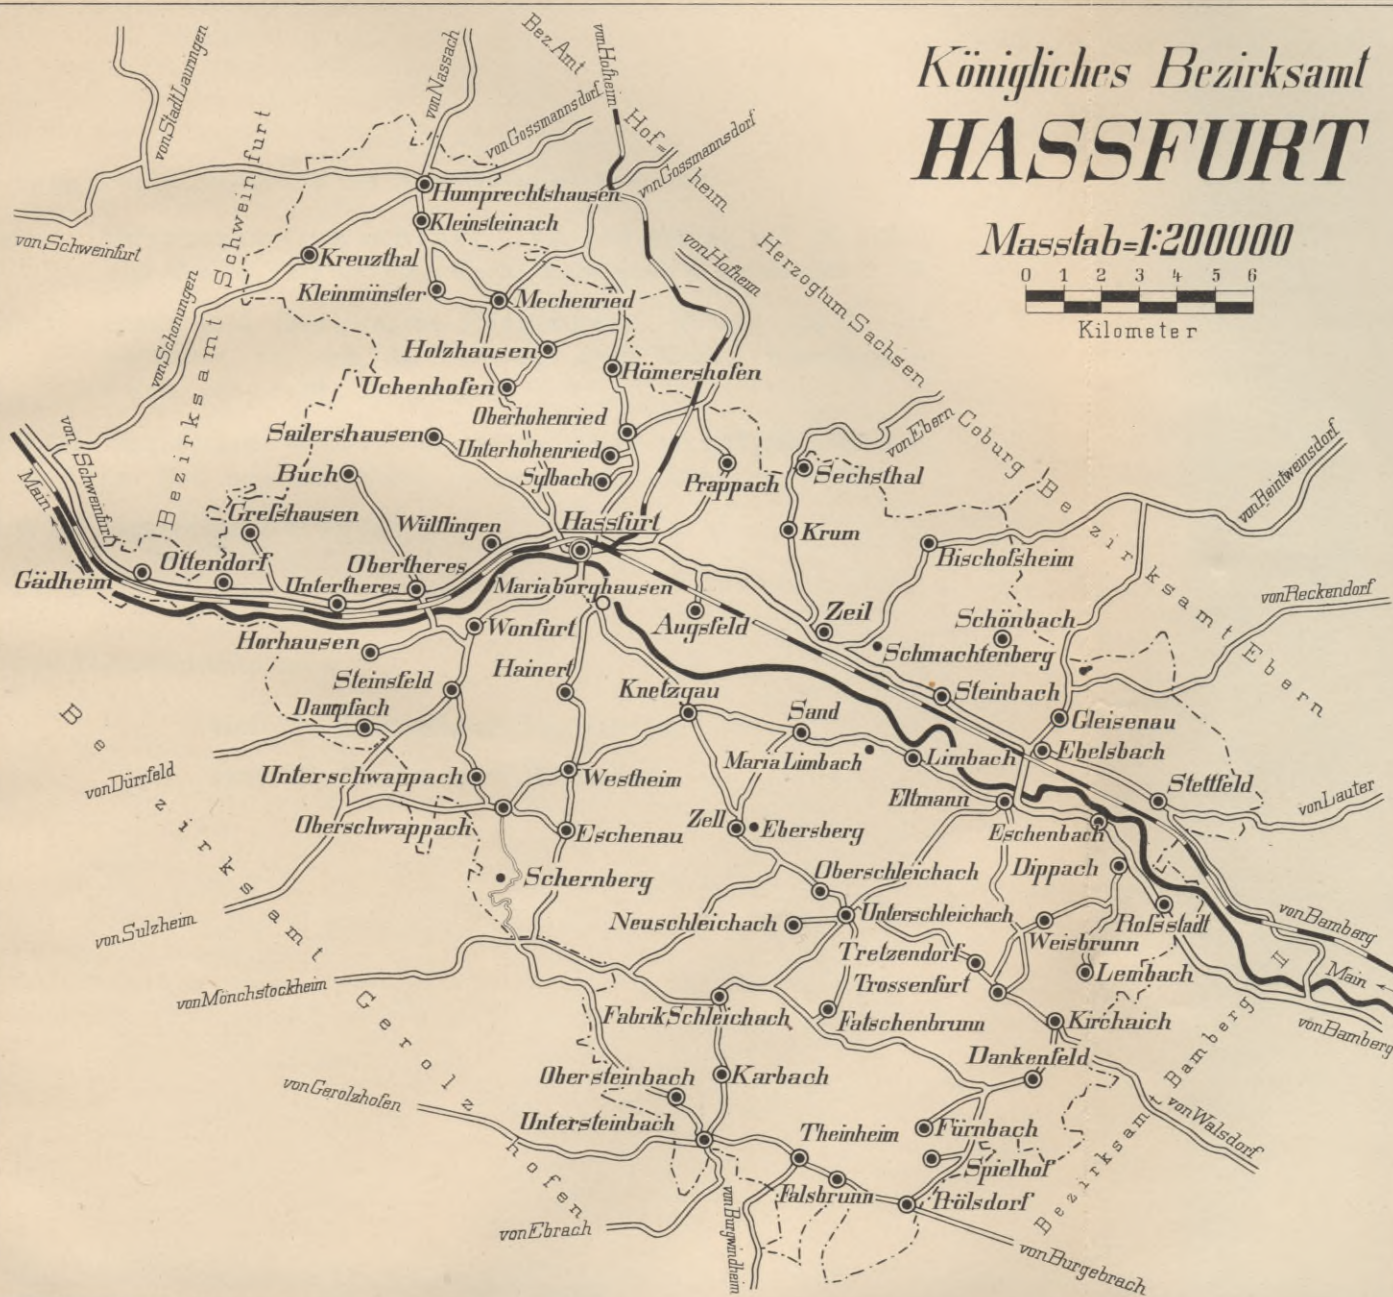 Königliches Bezirksamt
HASSFURT
Masstab=1:200000
0 1 2 3 4 5 6
Kilometer
von Stadt Lauringen
von Nassach
Bez. Amt
Hof=
heim
von Hofheim
von Gossmannsdorf
von Gossmannsdorf
von Schweinfurt
Bezirksamt Schweinfurt
Humprechtshausen
Kleinsteinach
Kreuzthal
Kleinmünster
Mechenried
von Hofheim
Herzogtum Sachsen
Coburg
von Schonungen
Holzhausen
Uchenhofen
Römershofen
Oberhohenried
Sailershausen
Unterhohenried
Buch
Sylbach
Prappach
von Ebern
Sechsthal
Bezirksamt Ebern
von Rentweinsdorf
von Schweinfurt
Main
Gressshausen
Wülflingen
Hassfurt
Krum
Bischofsheim
Gädheim
Ottendorf
Untertheres
Obertheres
Mariaburghausen
von Reckendorf
Horhausen
Wonfurt
Augsfeld
Zeil
Schönbach
Schmachtenberg
Steinsfeld
Hainert
Knetzgau
Steinbach
Dampfach
Sand
Gleisenau
von Dürrfeld
Unterschwappach
Westheim
Maria Limbach
Limbach
Ebelsbach
Stettfeld
Oberschwappach
Eschenau
Zell
Ebersberg
Eltmann
Eschenbach
von Lauter
Schernberg
Oberschleichach
Dippach
von Sulzheim
Neuschleichach
Unterschleichach
Weisbrunn
Rofsstadt
von Bamberg
Tretzendorf
Lembach
Main
von Mönchstockheim
Trossenfurt
Bezirksamt Gerolzhofen
Fabrik Schleichach
Fatschenbrunn
Kirchaich
von Bamberg
Bezirksamt Bamberg II
Dankenfeld
von Gerolzhofen
Obersteinbach
Karbach
von Walsdorf
Untersteinbach
Theinheim
Fürnbach
Spielhof
Falsbrunn
Prölsdorf
von Ebrach
von Burgwindheim
von Burgebrach